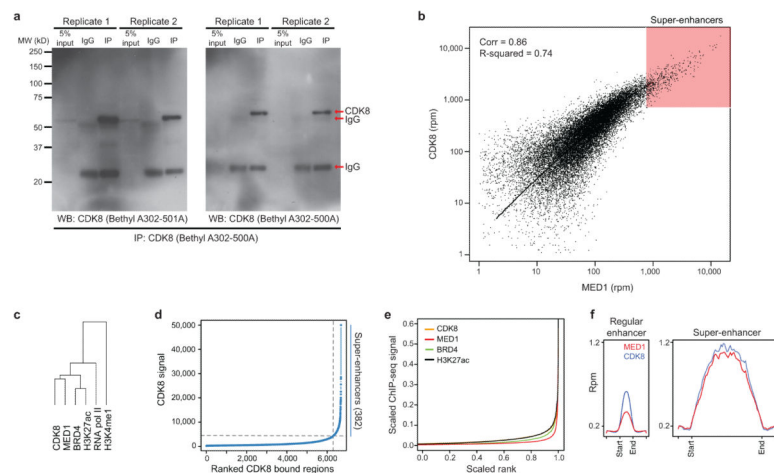 a
Replicate 1
Replicate 2
Replicate 1
Replicate 2
5% input
IgG
IP
5% input
IgG
IP
5% input
IgG
IP
5% input
IgG
IP
MW (kD)
250
150
100
75
50
37
20
CDK8
IgG
IgG
WB: CDK8 (Bethyl A302-501A)
WB: CDK8 (Bethyl A302-500A)
IP: CDK8 (Bethyl A302-500A)
b
Super-enhancers
Corr = 0.86
R-squared = 0.74
CDK8 (rpm)
10,000
1,000
100
10
1
1
10
100
1,000
10,000
MED1 (rpm)
c
CDK8
MED1
BRD4
H3K27ac
RNA pol II
H3K4me1
d
CDK8 signal
50,000
40,000
30,000
20,000
10,000
0
0
2,000
4,000
6,000
Ranked CDK8 bound regions
Super-enhancers (382)
e
Scaled ChIP-seq signal
0.6
0.5
0.4
0.3
0.2
0.1
0.0
CDK8
MED1
BRD4
H3K27ac
0.0
0.2
0.4
0.6
0.8
1.0
Scaled rank
f
Regular
enhancer
Super-enhancer
1.2
Rpm
0.2
MED1
CDK8
Start
End
1.2
0.2
Start
End